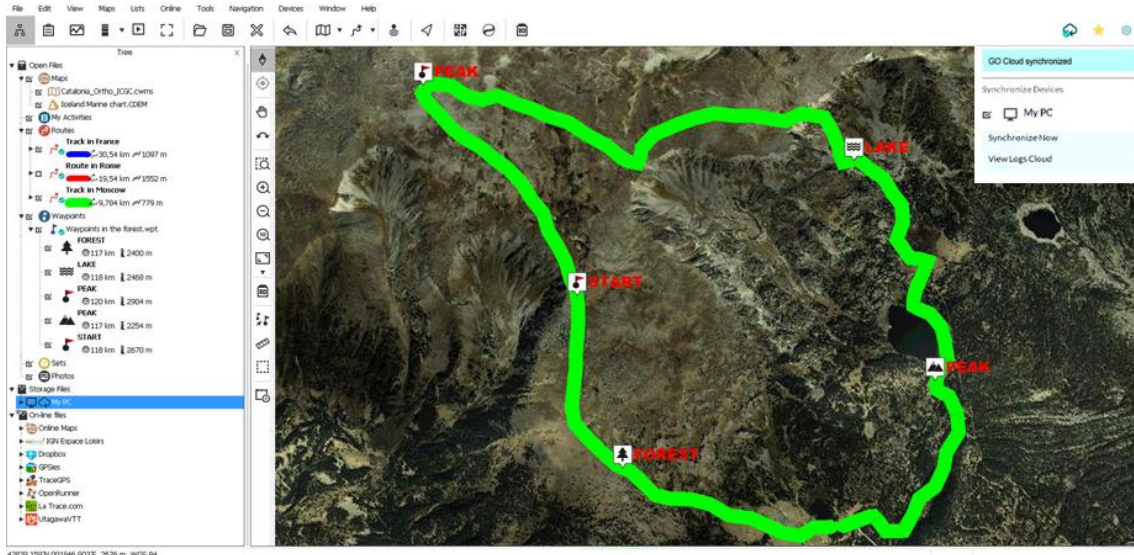 File Edit View Maps Lists Online Tools Navigation Devices Window Help
Tree X
Open Files
Maps
Catalonia_Ortho_ICGC.cwms
Iceland Marine chart.CDEM
My Activities
Routes
Track in France
30,54 km 1097 m
Route in Rome
19,54 km 1552 m
Track in Moscow
9,704 km 779 m
Waypoints
Waypoints in the forest.wpt
FOREST
117 km 2400 m
LAKE
118 km 2468 m
PEAK
120 km 2904 m
PEAK
117 km 2254 m
START
118 km 2670 m
Sets
Photos
Storage Files
My PC
On-line files
Online Maps
IGN Espace Loisirs
Dropbox
GPSies
TraceGPS
OpenRunner
La Trace.com
UtagawaVTT
3D
3D
PEAK
LAKE
START
PEAK
FOREST
GO Cloud synchronized
Synchronize Devices
My PC
Synchronize Now
View Logs Cloud